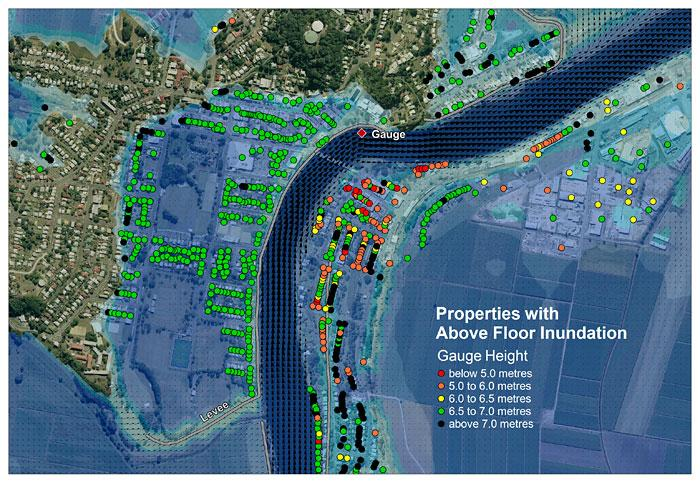 Gauge
Properties with
Above Floor Inundation
Gauge Height
below 5.0 metres
5.0 to 6.0 metres
6.0 to 6.5 metres
6.5 to 7.0 metres
above 7.0 metres
Levee